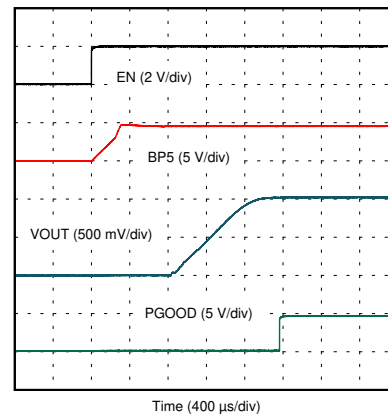 EN (2 V/div)
BP5 (5 V/div)
VOUT (500 mV/div)
PGOOD (5 V/div)
Time (400 µs/div)